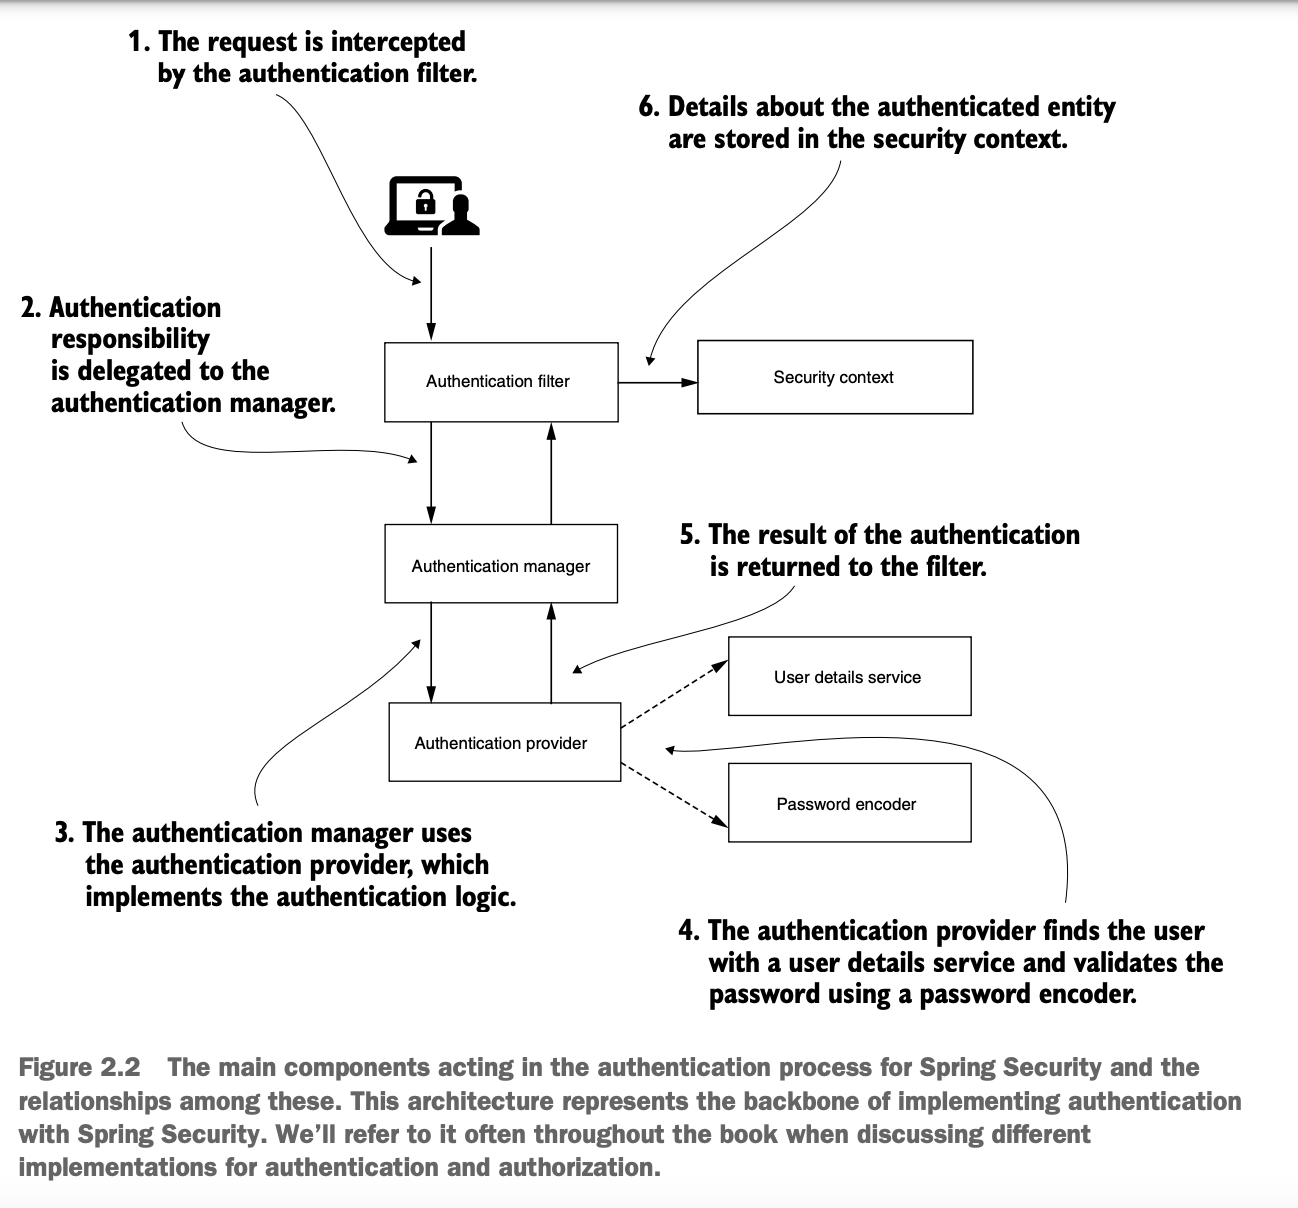 1. The request is intercepted
by the authentication filter.
6. Details about the authenticated entity
are stored in the security context.
2. Authentication
responsibility
is delegated to the
authentication manager.
Authentication filter
Security context
5. The result of the authentication
is returned to the filter.
Authentication manager
User details service
Authentication provider
Password encoder
3. The authentication manager uses
the authentication provider, which
implements the authentication logic.
4. The authentication provider finds the user
with a user details service and validates the
password using a password encoder.
Figure 2.2 The main components acting in the authentication process for Spring Security and the
relationships among these. This architecture represents the backbone of implementing authentication
with Spring Security. We’ll refer to it often throughout the book when discussing different
implementations for authentication and authorization.